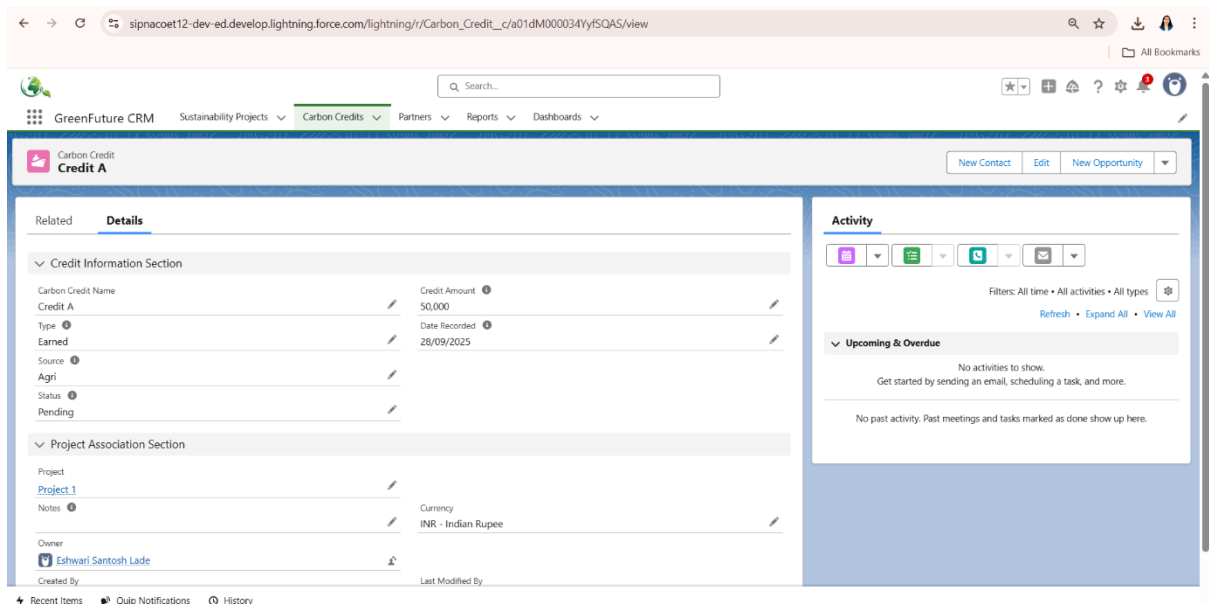 sipnacoet12-dev-ed.develop.lightning.force.com/lightning/r/Carbon_Credit__c/a01dM000034YyfSQAS/view
All Bookmarks
Search...
3
GreenFuture CRM Sustainability Projects Carbon Credits Partners Reports Dashboards
Carbon Credit
Credit A
New Contact Edit New Opportunity
Related Details
Credit Information Section
Carbon Credit Name Credit Amount
Credit A 50,000
Type Date Recorded
Earned 28/09/2025
Source
Agri
Status
Pending
Project Association Section
Project
Project 1
Notes Currency
INR - Indian Rupee
Owner
Eshwari Santosh Lade
Created By Last Modified By
Activity
Filters: All time • All activities • All types
Refresh • Expand All • View All
Upcoming & Overdue
No activities to show.
Get started by sending an email, scheduling a task, and more.
No past activity. Past meetings and tasks marked as done show up here.
Recent Items Quip Notifications History